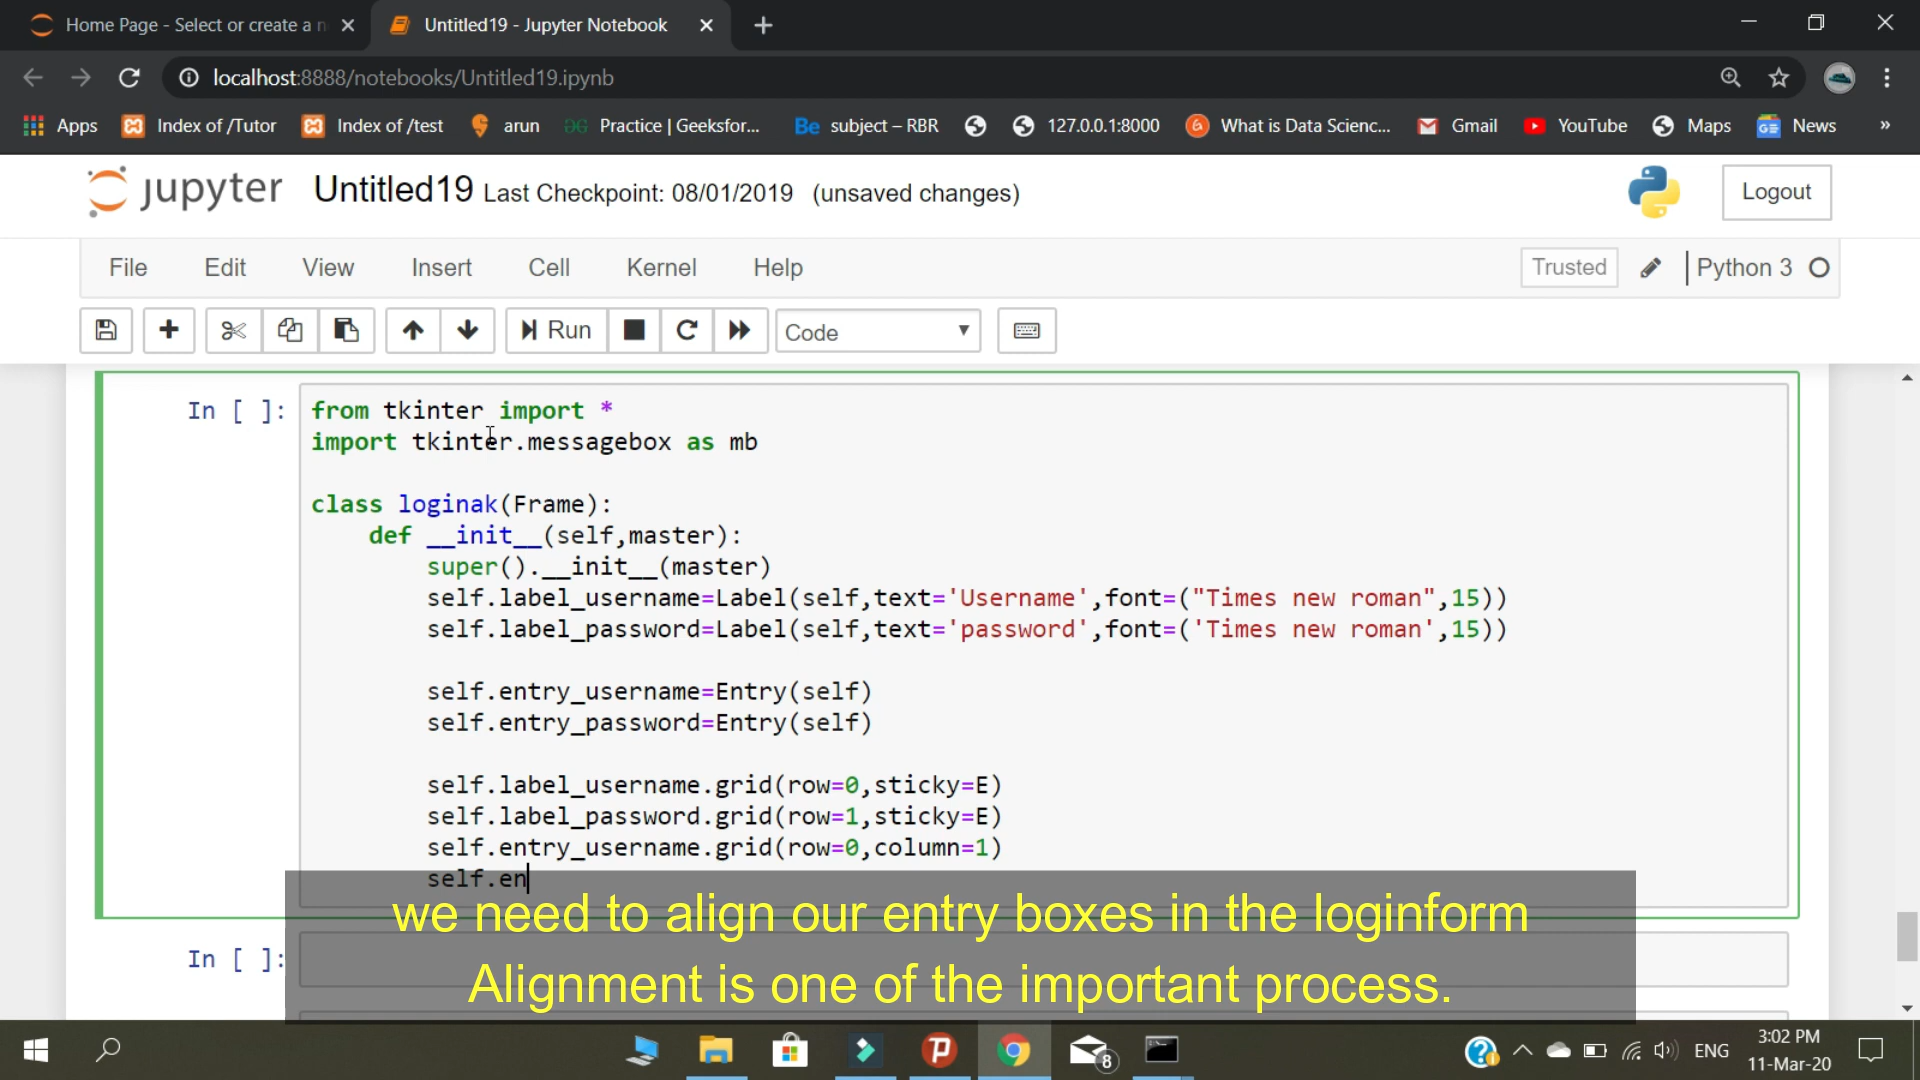 Home Page - Select or create a n
Untitled19 - Jupyter Notebook
localhost:8888/notebooks/Untitled19.ipynb
Apps
Index of /Tutor
Index of /test
arun
Practice | Geeksfor...
Be subject – RBR
127.0.0.1:8000
What is Data Scienc...
Gmail
YouTube
Maps
News
»
jupyter Untitled19 Last Checkpoint: 08/01/2019 (unsaved changes)
Logout
File Edit View Insert Cell Kernel Help
Trusted
Python 3
Run
Code
In [ ]:
from tkinter import *
import tkinter.messagebox as mb
class loginak(Frame):
def __init__(self,master):
super().__init__(master)
self.label_username=Label(self,text='Username',font=("Times new roman",15))
self.label_password=Label(self,text='password',font=('Times new roman',15))
self.entry_username=Entry(self)
self.entry_password=Entry(self)
self.label_username.grid(row=0,sticky=E)
self.label_password.grid(row=1,sticky=E)
self.entry_username.grid(row=0,column=1)
self.en
we need to align our entry boxes in the loginform
In [ ]:
Alignment is one of the important process.
8
ENG
3:02 PM
11-Mar-20